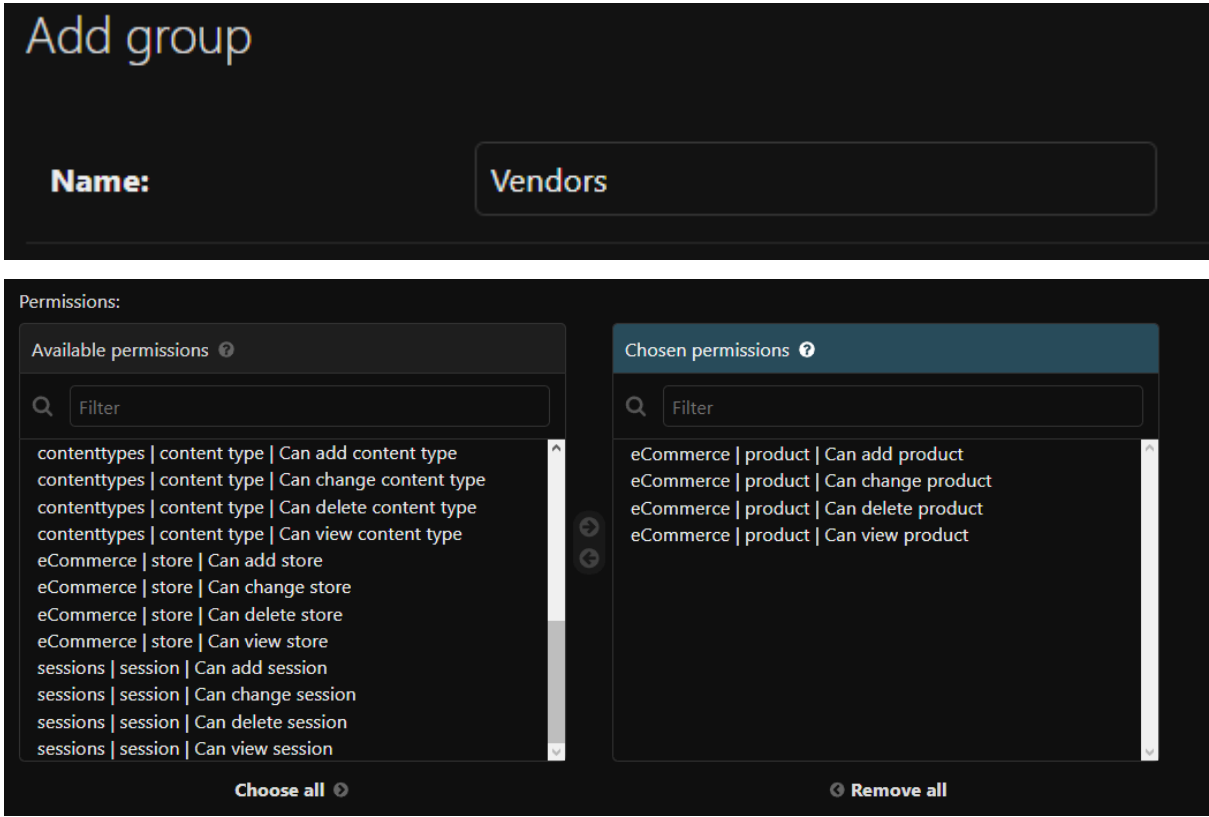 Add group
Name:
Vendors
Permissions:
Available permissions
Filter
contenttypes | content type | Can add content type
contenttypes | content type | Can change content type
contenttypes | content type | Can delete content type
contenttypes | content type | Can view content type
eCommerce | store | Can add store
eCommerce | store | Can change store
eCommerce | store | Can delete store
eCommerce | store | Can view store
sessions | session | Can add session
sessions | session | Can change session
sessions | session | Can delete session
sessions | session | Can view session
Choose all
Chosen permissions
Filter
eCommerce | product | Can add product
eCommerce | product | Can change product
eCommerce | product | Can delete product
eCommerce | product | Can view product
Remove all